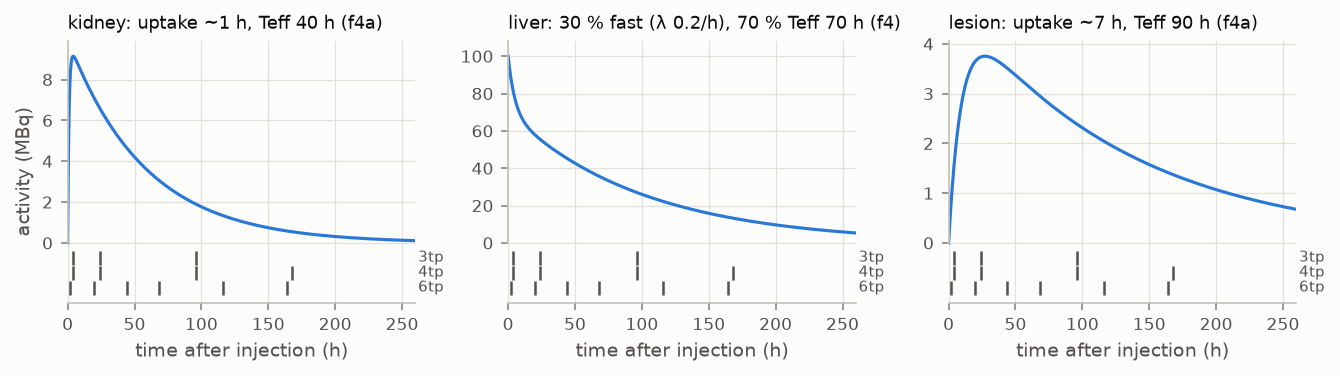 kidney: uptake ~1 h, Teff 40 h (f4a)
activity (MBq)
8
6
4
2
0
3tp
4tp
6tp
0 50 100 150 200 250
time after injection (h)
liver: 30 % fast (λ 0.2/h), 70 % Teff 70 h (f4)
100
80
60
40
20
0
3tp
4tp
6tp
0 50 100 150 200 250
time after injection (h)
lesion: uptake ~7 h, Teff 90 h (f4a)
4
3
2
1
0
3tp
4tp
6tp
0 50 100 150 200 250
time after injection (h)